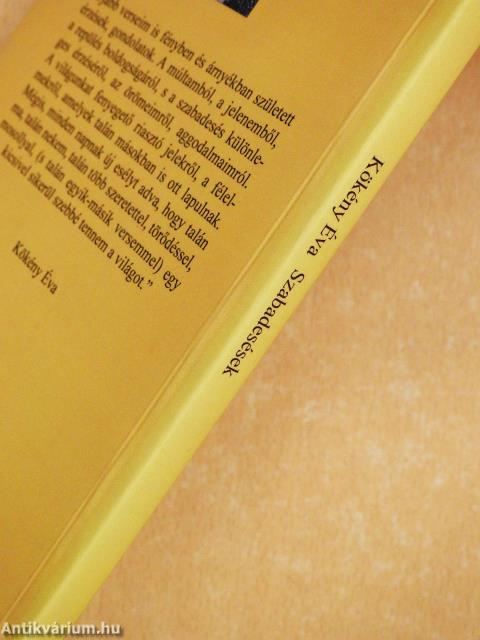 verseim is fényben és árnyékban született
érzések, gondolatok. A múltamból, a jelenemből,
a repülés boldogságáról, s a szabadesés különle-
ges érzéséről, az örömeimről, aggodalmaimról.
A világunkat fenyegető riasztó jelekről, a félel-
mekről, amelyek talán másokban is ott lapulnak.
Mégis, minden napnak új esélyt adva, hogy talán
ma, talán nekem, talán több szeretettel, törődéssel,
mosollyal, (s talán egyik-másik versemmel) egy
kicsivel sikerül szebbé tennem a világot."
Kökény Éva
Kökény Éva Szabadesések
Antikvárium.hu